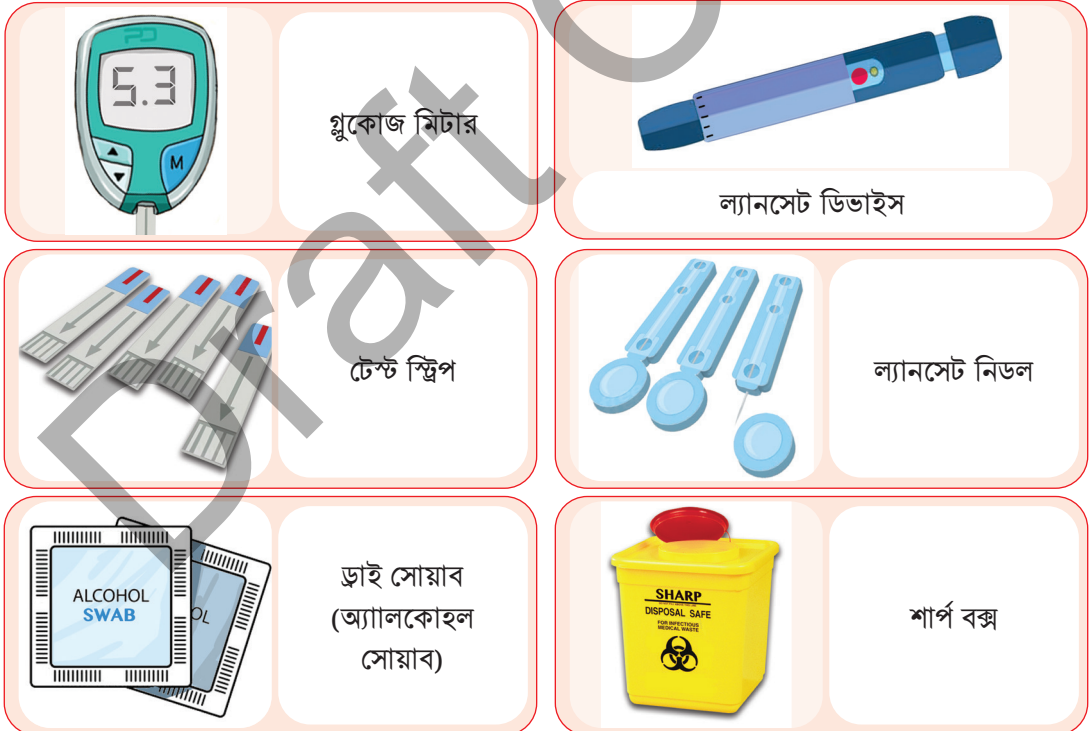 5.3
M
গ্লুকোজ মিটার
ল্যানসেট ডিভাইস
টেস্ট স্ট্রিপ
ল্যানসেট নিডল
ALCOHOL
SWAB
OL
ড্রাই সোয়াব
(অ্যাালকোহল
সোয়াব)
SHARP
DISPOSAL SAFE
FOR INFECTIOUS
MEDICAL WASTE
শার্প বক্স
Draft